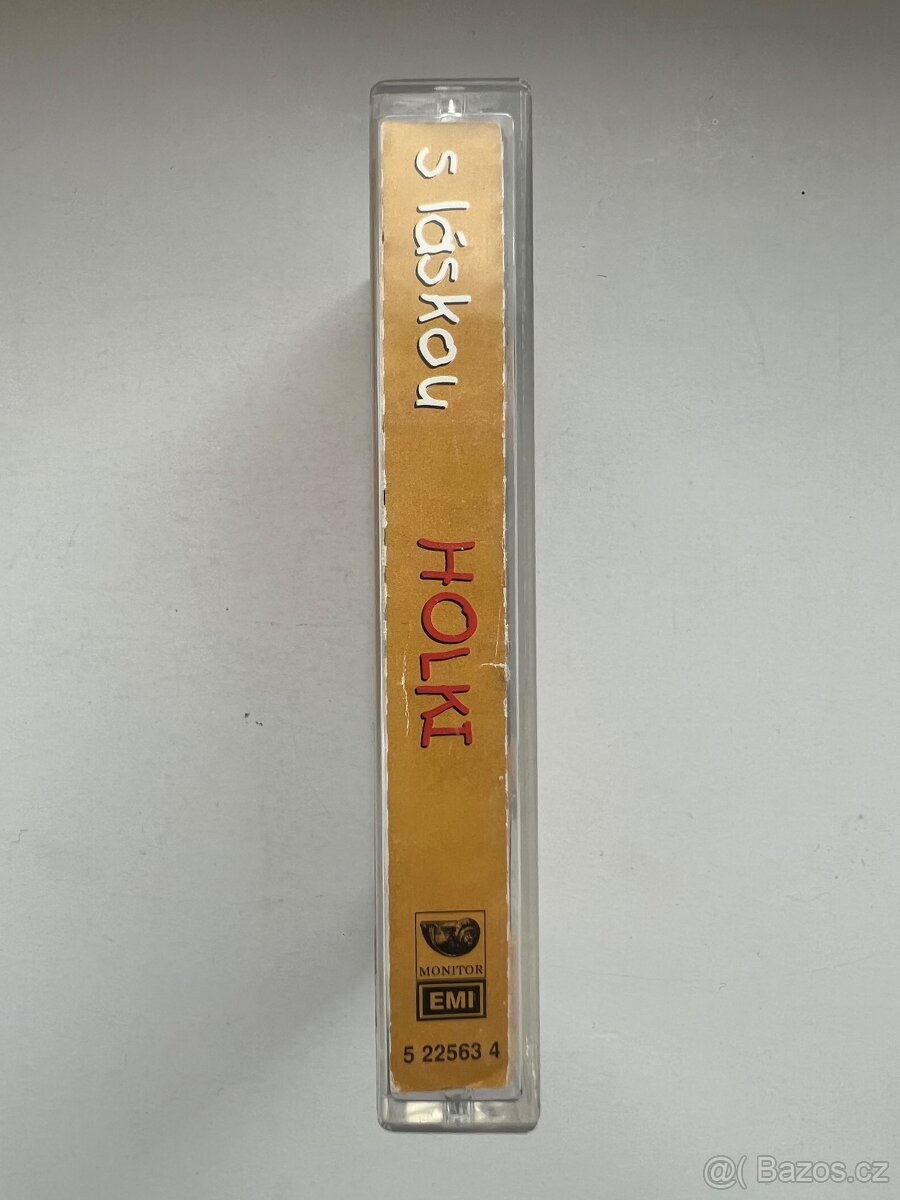 s láskou
HOLKI
MONITOR
EMI
5 22563 4
@( Bazos.cz